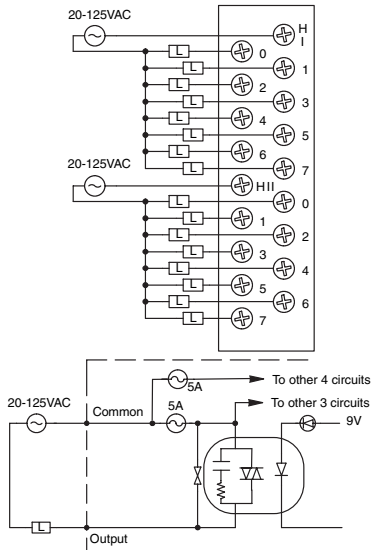 20-125VAC
H
I
L
0
L
1
L
2
L
3
L
4
L
5
L
6
L
7
20-125VAC
HII
L
0
L
1
L
2
L
3
L
4
L
5
L
6
L
7
5A
To other 4 circuits
20-125VAC
Common
5A
To other 3 circuits
9V
L
Output